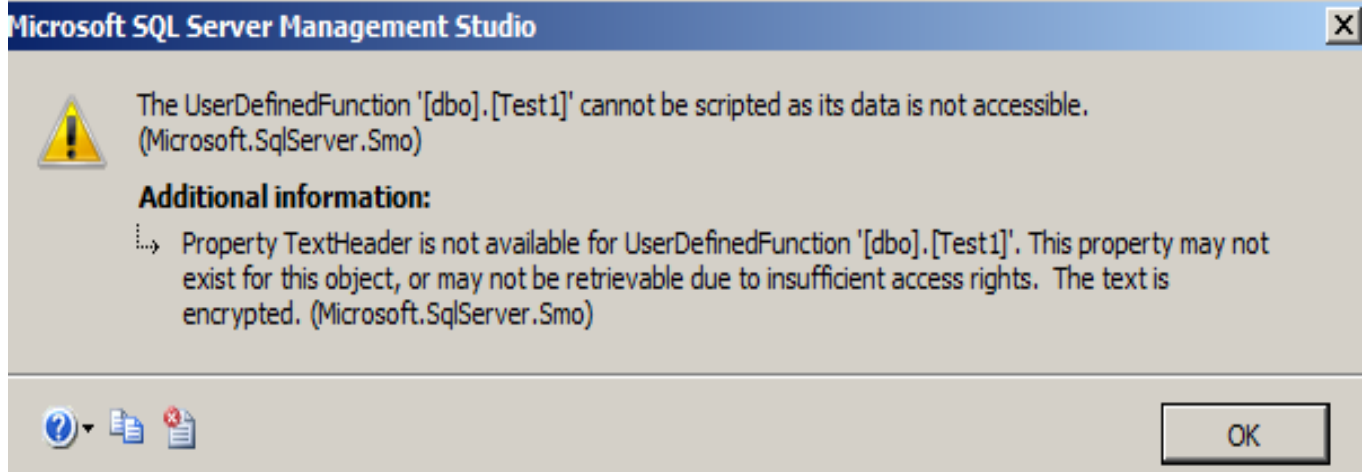 Microsoft SQL Server Management Studio
The UserDefinedFunction '[dbo].[Test1]' cannot be scripted as its data is not accessible.
(Microsoft.SqlServer.Smo)
Additional information:
Property TextHeader is not available for UserDefinedFunction '[dbo].[Test1]'. This property may not
exist for this object, or may not be retrievable due to insufficient access rights.  The text is
encrypted. (Microsoft.SqlServer.Smo)
OK